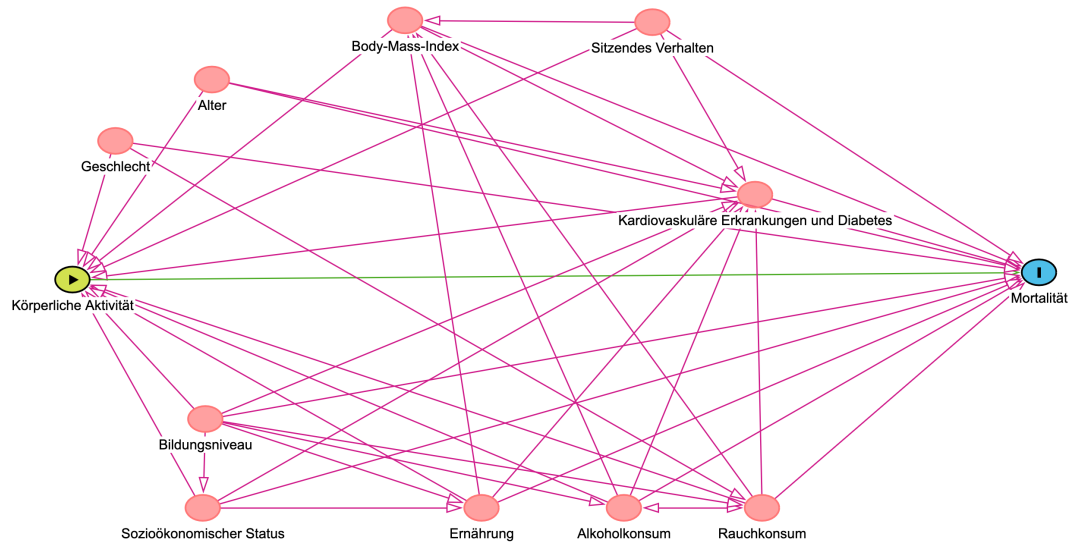 Body-Mass-Index
Sitzendes Verhalten
Alter
Geschlecht
Kardiovaskuläre Erkrankungen und Diabetes
Körperliche Aktivität
Mortalität
Bildungsniveau
Sozioökonomischer Status
Ernährung
Alkoholkonsum
Rauchkonsum